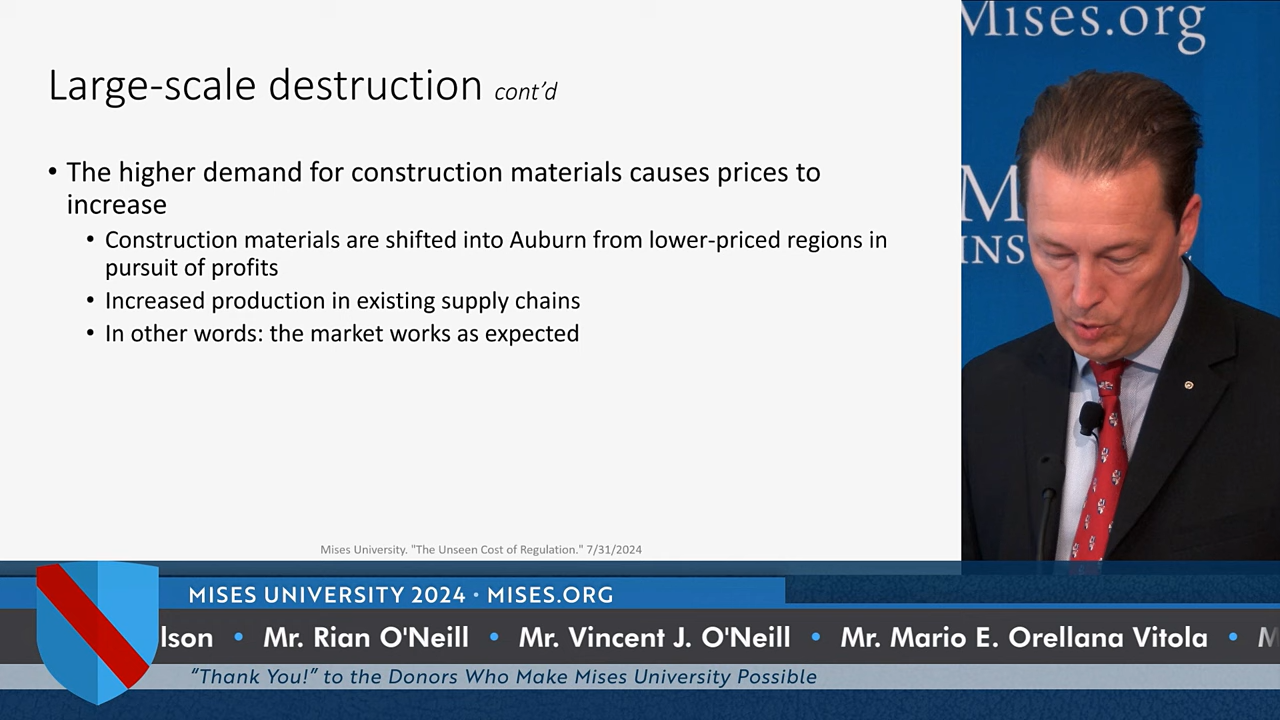 Large-scale destruction cont'd
• The higher demand for construction materials causes prices to
increase
• Construction materials are shifted into Auburn from lower-priced regions in
pursuit of profits
• Increased production in existing supply chains
• In other words: the market works as expected
Mises University. "The Unseen Cost of Regulation." 7/31/2024
Mises.org
M
INS
MISES UNIVERSITY 2024 • MISES.ORG
lson • Mr. Rian O'Neill • Mr. Vincent J. O'Neill • Mr. Mario E. Orellana Vitola • M
“Thank You!” to the Donors Who Make Mises University Possible